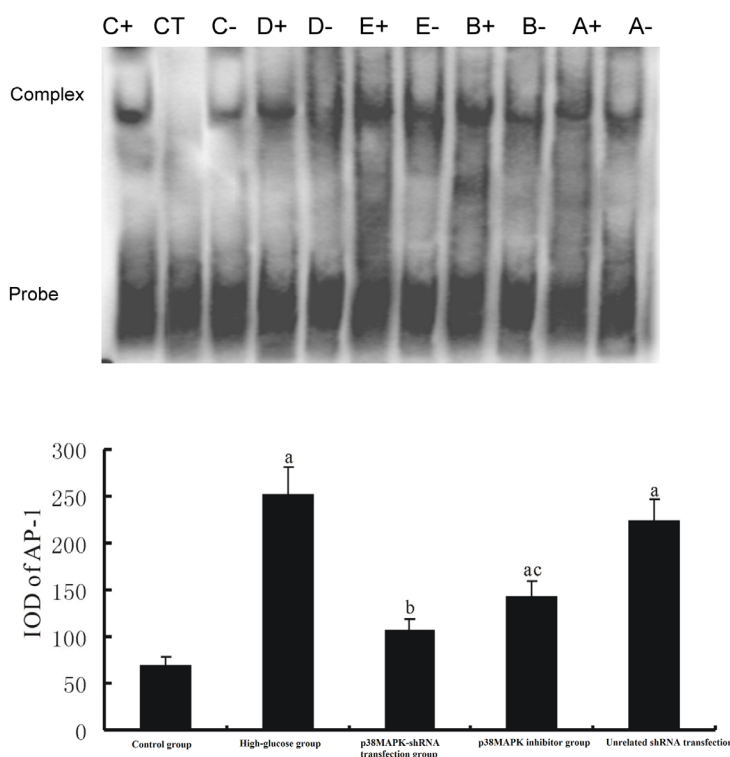 C+ CT C- D+ D- E+ E- B+ B- A+ A-
Complex
Probe
300
250
200
150
100
50
0
IOD of AP-1
a
b
ac
a
Control group
High-glucose group
p38MAPK-shRNA
transfection group
p38MAPK inhibitor group
Unrelated shRNA transfection